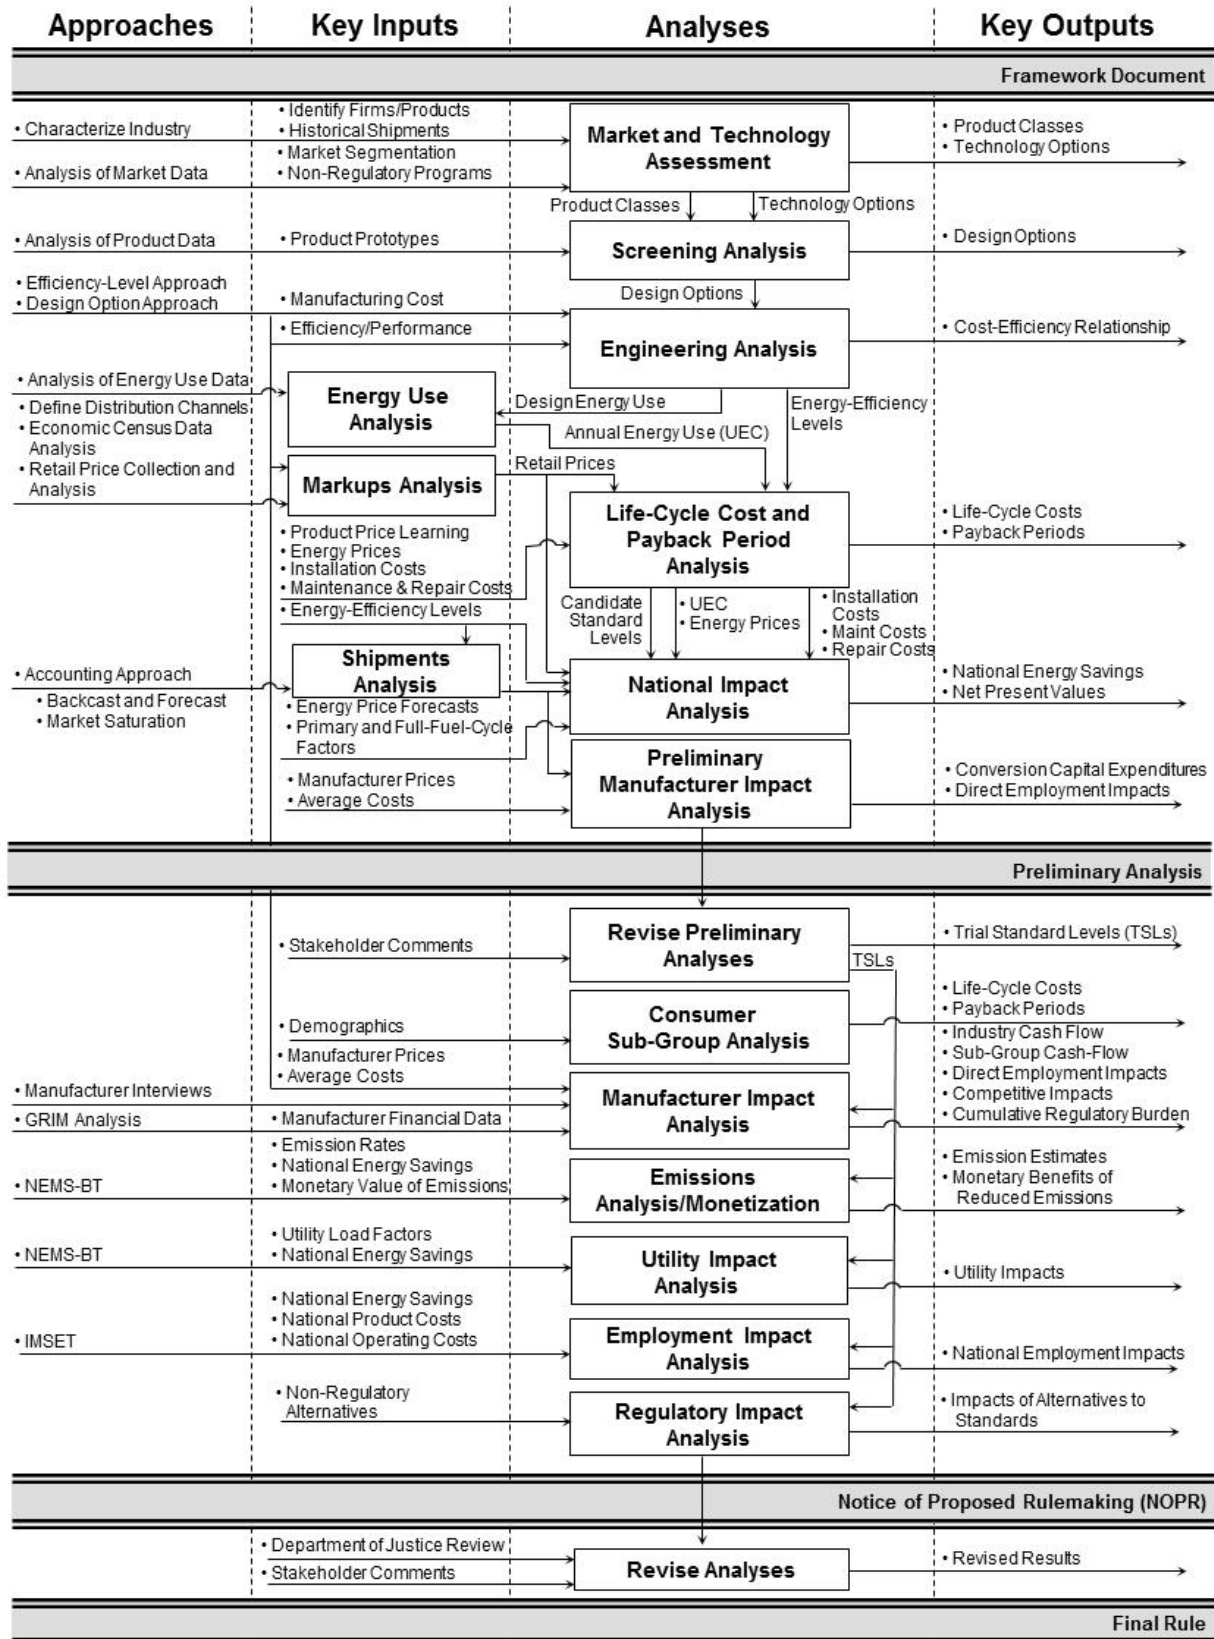 Approaches
Key Inputs
Analyses
Key Outputs
Framework Document
• Characterize Industry
• Analysis of Market Data
• Identify Firms/Products
• Historical Shipments
• Market Segmentation
• Non-Regulatory Programs
Market and Technology
Assessment
• Product Classes
• Technology Options
Product Classes
Technology Options
• Analysis of Product Data
• Product Prototypes
Screening Analysis
• Design Options
• Efficiency-Level Approach
• Design Option Approach
• Manufacturing Cost
• Efficiency/Performance
Design Options
Engineering Analysis
• Cost-Efficiency Relationship
• Analysis of Energy Use Data
• Define Distribution Channels
• Economic Census Data
Analysis
• Retail Price Collection and
Analysis
Energy Use
Analysis
Design Energy Use
Annual Energy Use (UEC)
Energy-Efficiency
Levels
Markups Analysis
Retail Prices
• Product Price Learning
• Energy Prices
• Installation Costs
• Maintenance & Repair Costs
• Energy-Efficiency Levels
Life-Cycle Cost and
Payback Period
Analysis
• Life-Cycle Costs
• Payback Periods
Candidate
Standard
Levels
• UEC
• Energy Prices
• Installation
Costs
• Maint Costs
• Repair Costs
• Accounting Approach
• Backcast and Forecast
• Market Saturation
Shipments
Analysis
• Energy Price Forecasts
• Primary and Full-Fuel-Cycle
Factors
National Impact
Analysis
• National Energy Savings
• Net Present Values
• Manufacturer Prices
• Average Costs
Preliminary
Manufacturer Impact
Analysis
• Conversion Capital Expenditures
• Direct Employment Impacts
Preliminary Analysis
• Stakeholder Comments
Revise Preliminary
Analyses
• Trial Standard Levels (TSLs)
TSLs
• Demographics
Consumer
Sub-Group Analysis
• Life-Cycle Costs
• Payback Periods
• Manufacturer Interviews
• GRIM Analysis
• Manufacturer Prices
• Average Costs
• Manufacturer Financial Data
Manufacturer Impact
Analysis
• Industry Cash Flow
• Sub-Group Cash-Flow
• Direct Employment Impacts
• Competitive Impacts
• Cumulative Regulatory Burden
• NEMS-BT
• Emission Rates
• National Energy Savings
• Monetary Value of Emissions
Emissions
Analysis/Monetization
• Emission Estimates
• Monetary Benefits of
Reduced Emissions
• NEMS-BT
• Utility Load Factors
• National Energy Savings
Utility Impact
Analysis
• Utility Impacts
• IMSET
• National Energy Savings
• National Product Costs
• National Operating Costs
Employment Impact
Analysis
• National Employment Impacts
• Non-Regulatory
Alternatives
Regulatory Impact
Analysis
• Impacts of Alternatives to
Standards
Notice of Proposed Rulemaking (NOPR)
• Department of Justice Review
• Stakeholder Comments
Revise Analyses
• Revised Results
Final Rule